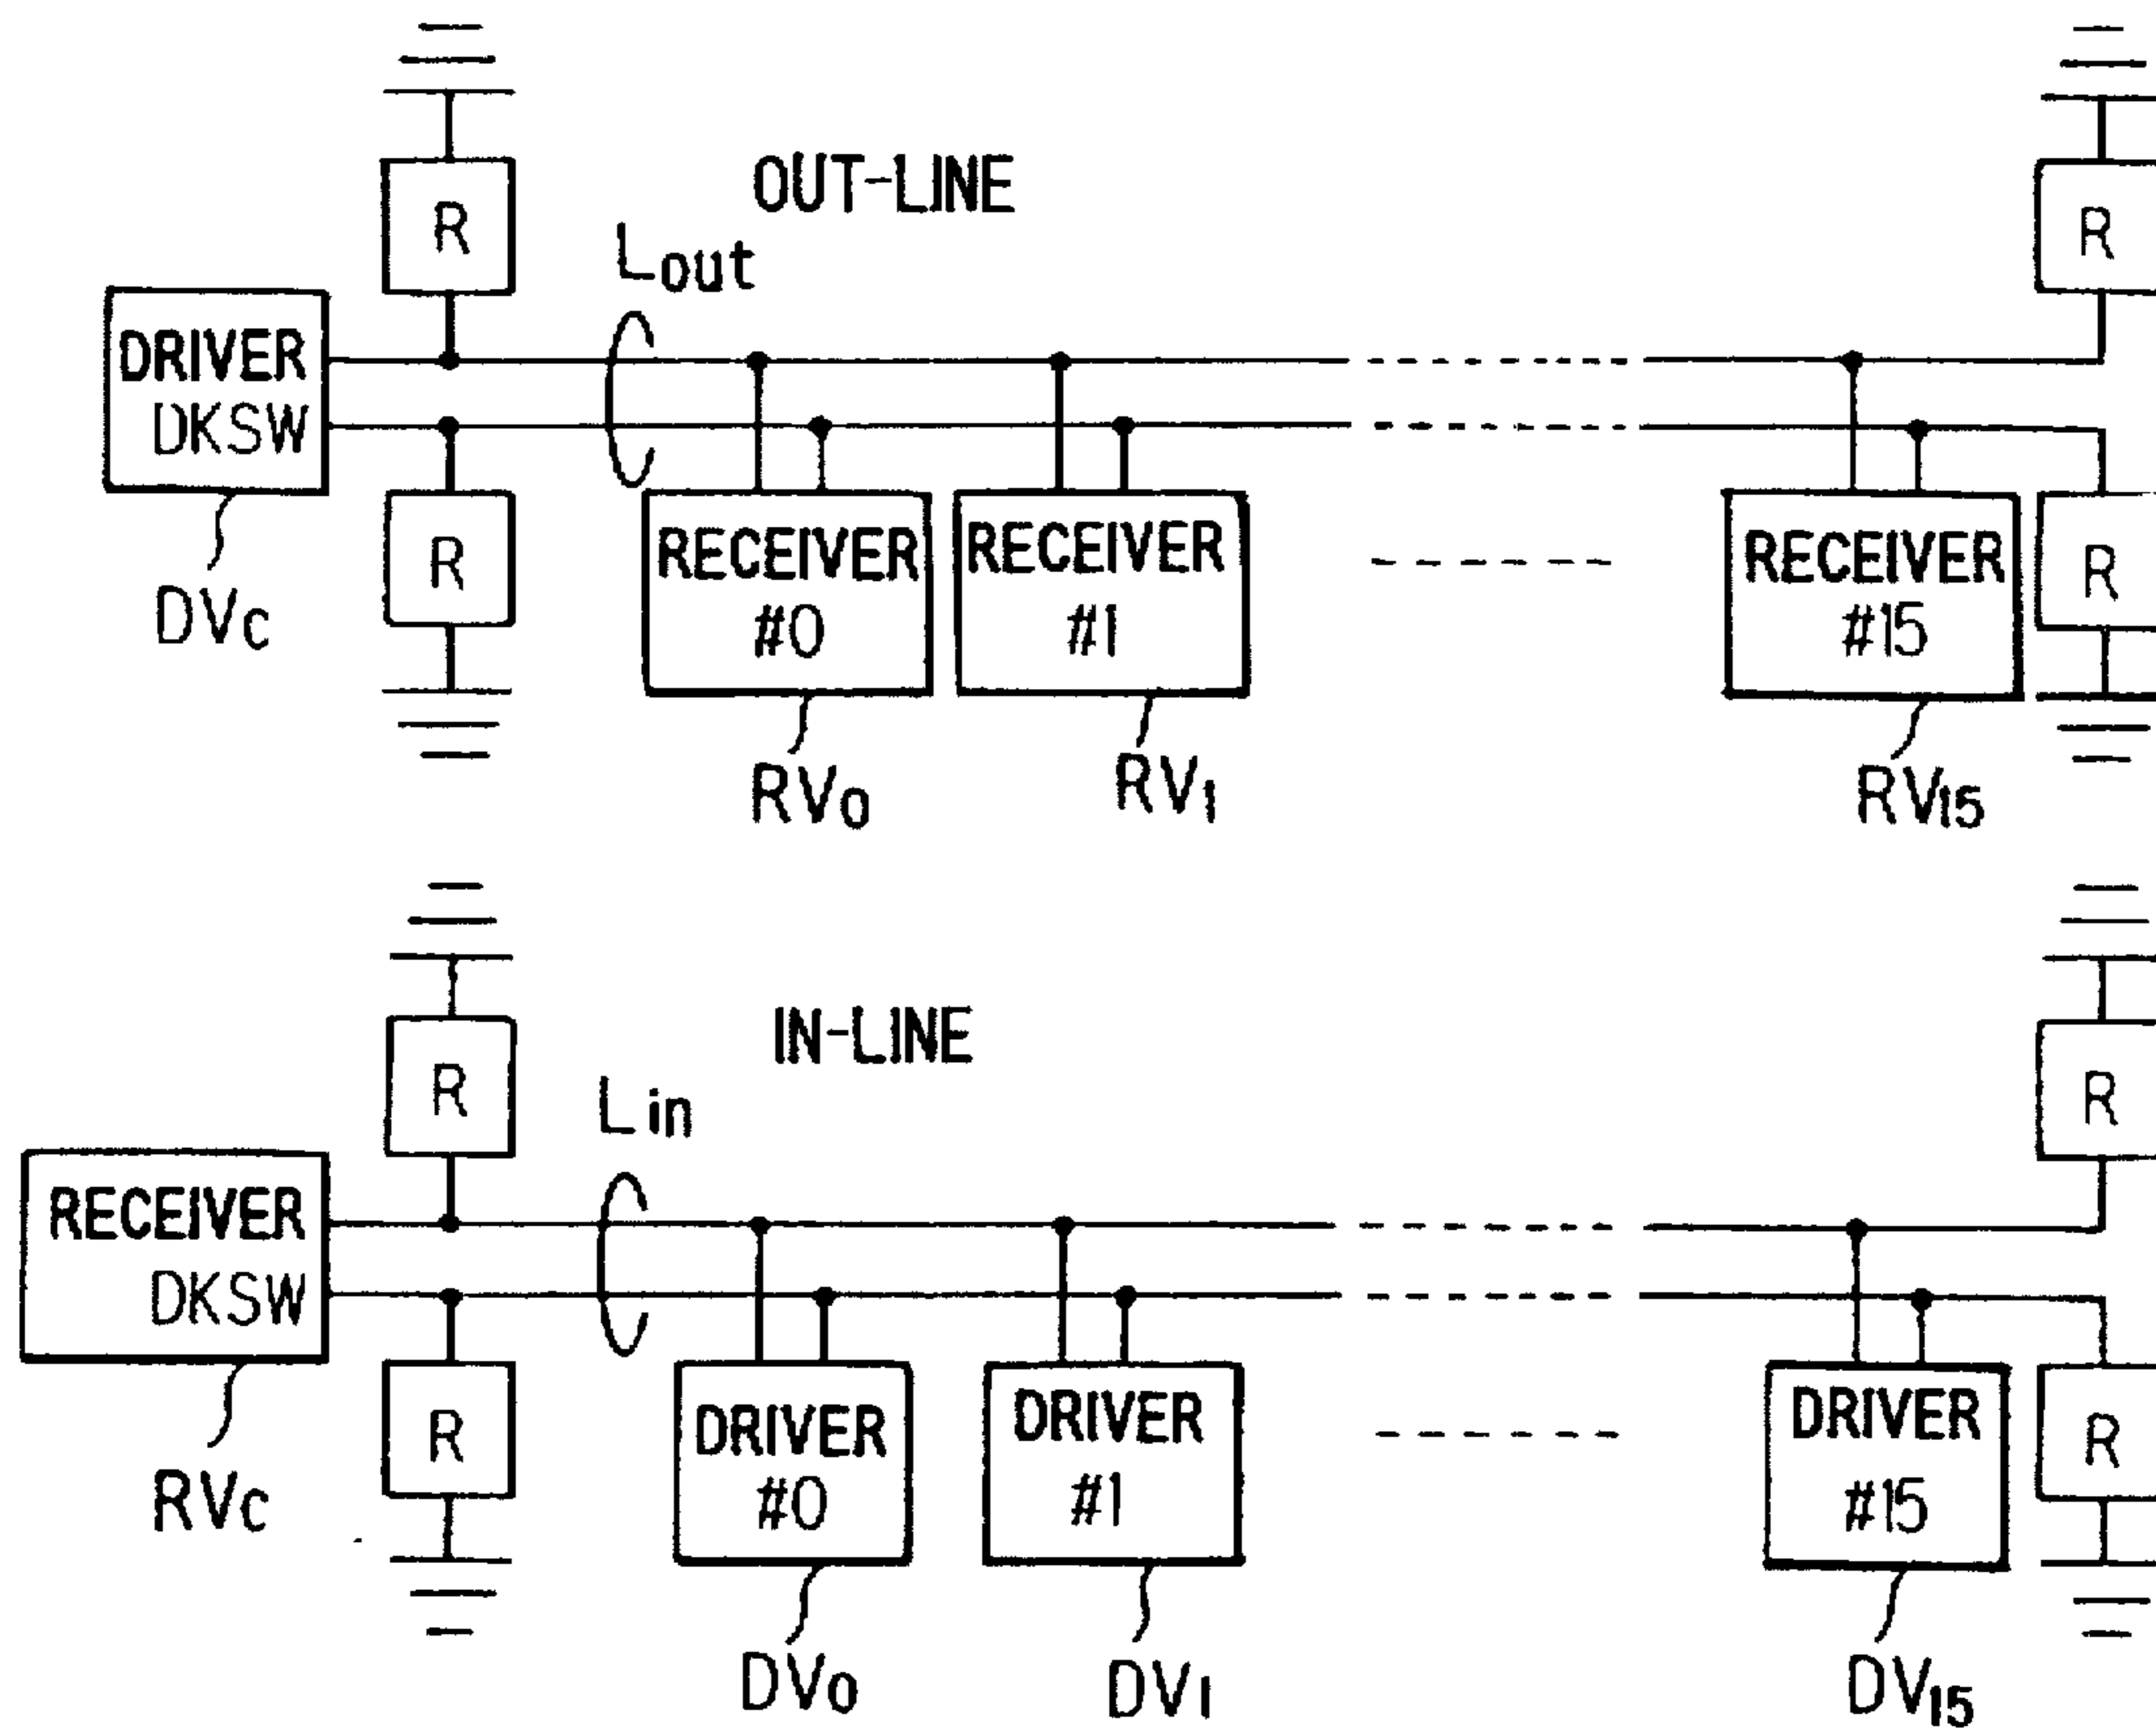 OUT-LINE
R
R
Lout
DRIVER
DKSW
DVC
R
RECEIVER
#0
RECEIVER
#1
RECEIVER
#15
R
RV0
RV1
RV15
IN-LINE
R
R
Lin
RECEIVER
DKSW
RVC
R
DRIVER
#0
DRIVER
#1
DRIVER
#15
R
DV0
DV1
DV15